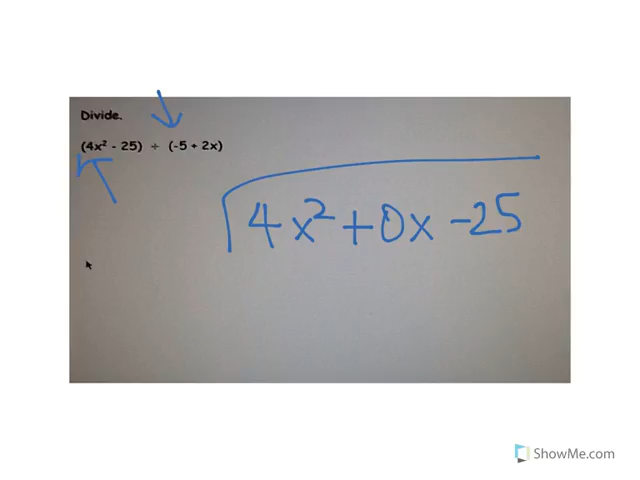 Divide.
(4x² - 25) ÷ (-5 + 2x)
4x² + 0x - 25
ShowMe.com